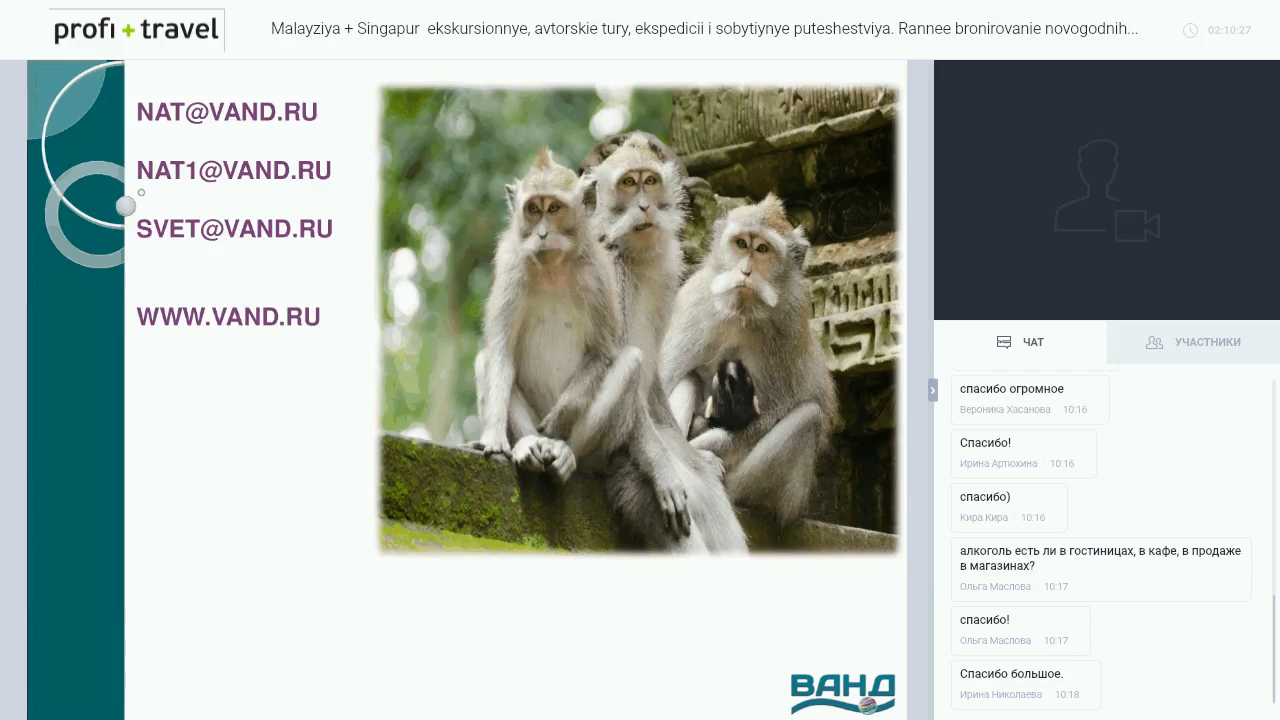 profi + travel
Malayziya + Singapur ekskursionnye, avtorskie tury, ekspedicii i sobytiynye puteshestviya. Rannee bronirovanie novogodnih...
02:10:27
NAT@VAND.RU
NAT1@VAND.RU
SVET@VAND.RU
WWW.VAND.RU
ВАНД
ЧАТ
УЧАСТНИКИ
спасибо огромное
Вероника Хасанова 10:16
Спасибо!
Ирина Артюхина 10:16
спасибо)
Кира Кира 10:16
алкоголь есть ли в гостиницах, в кафе, в продаже
в магазинах?
Ольга Маслова 10:17
спасибо!
Ольга Маслова 10:17
Спасибо большое.
Ирина Николаева 10:18